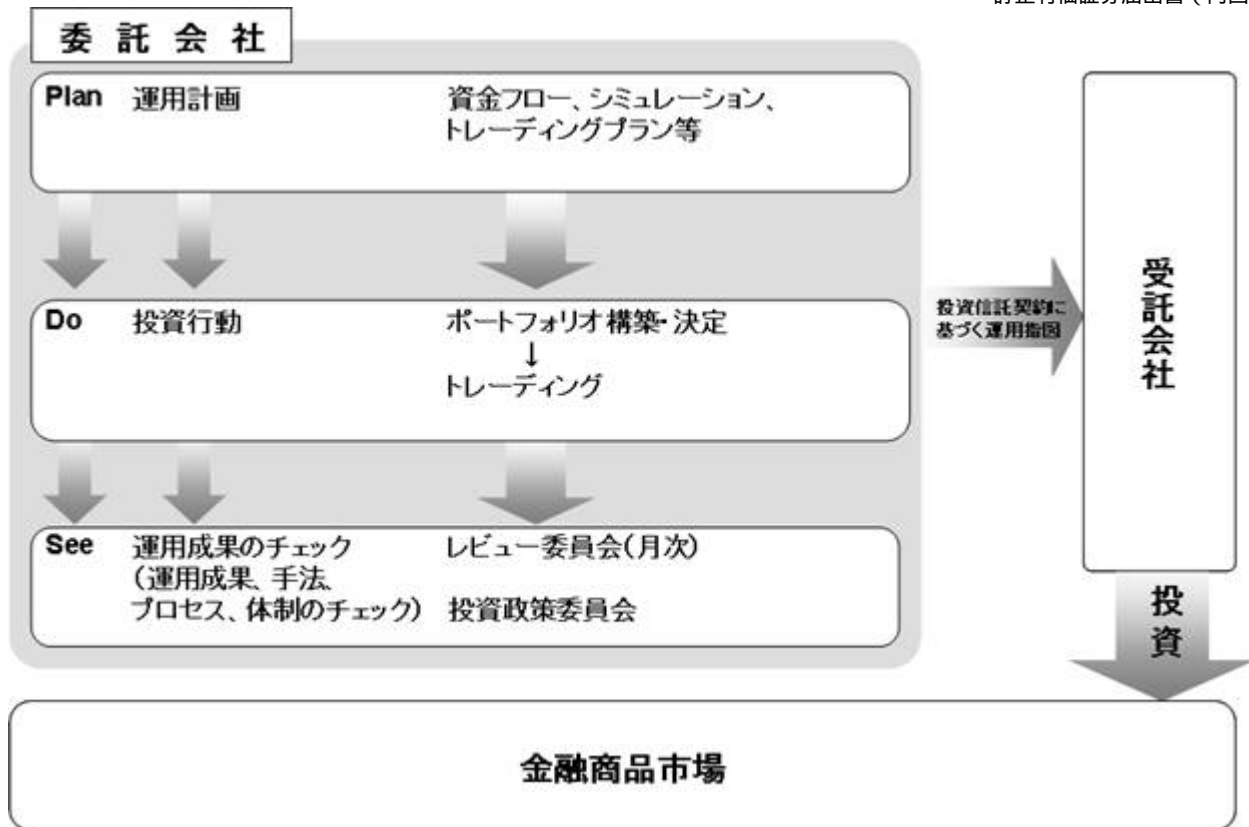 委託会社
Plan 運用計画 資金フロー、シミュレーション、
トレーディングプラン等
Do 投資行動 ポートフォリオ構築・決定
↓
トレーディング
See 運用成果のチェック レビュー委員会(月次)
(運用成果、手法、
プロセス、体制のチェック) 投資政策委員会
投資信託契約に
基づく運用指図
受託会社
投資
金融商品市場